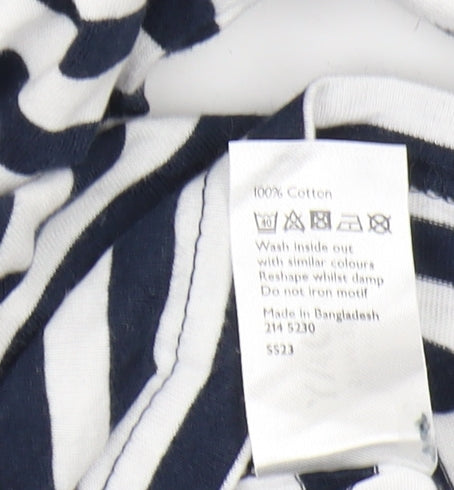 100% Cotton
40
Wash inside out
with similar colours
Reshape whilst damp
Do not iron motif
Made in Bangladesh
214 5230
SS23